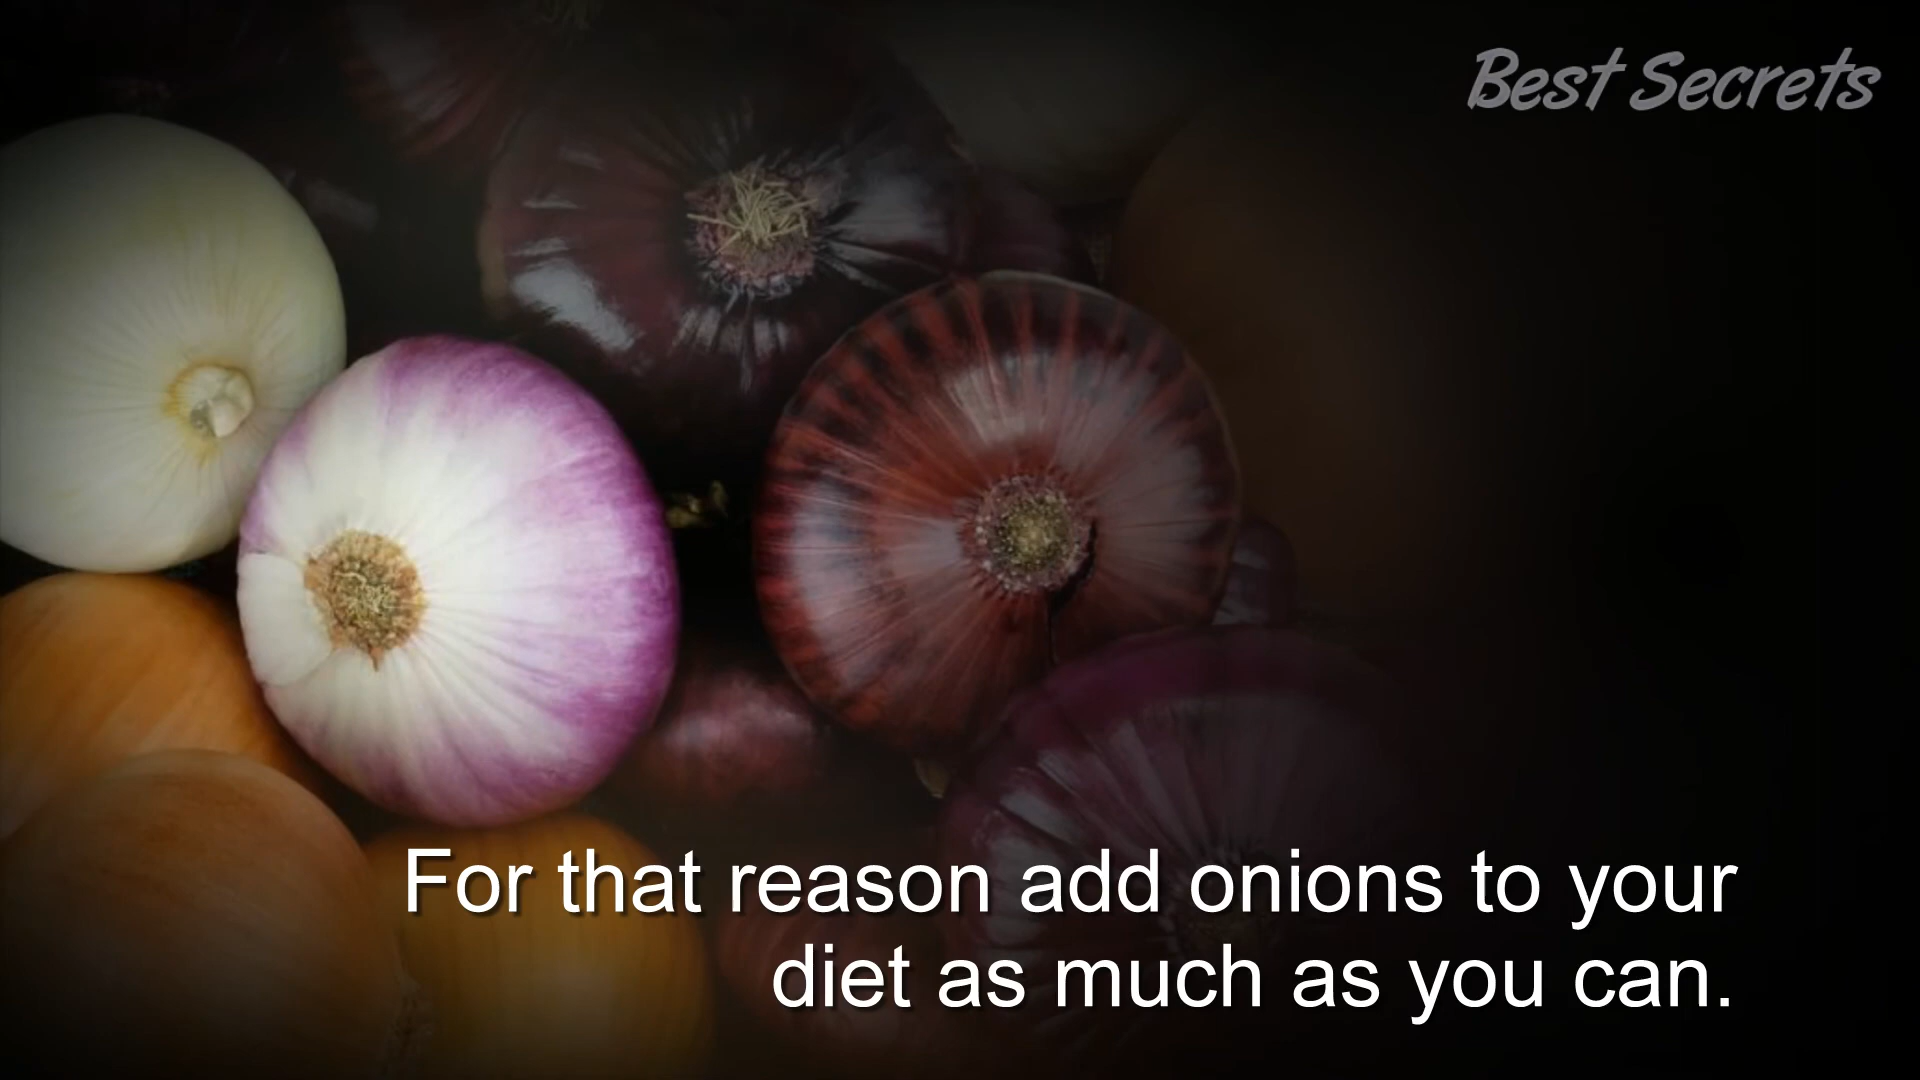 Best Secrets
For that reason add onions to your
diet as much as you can.